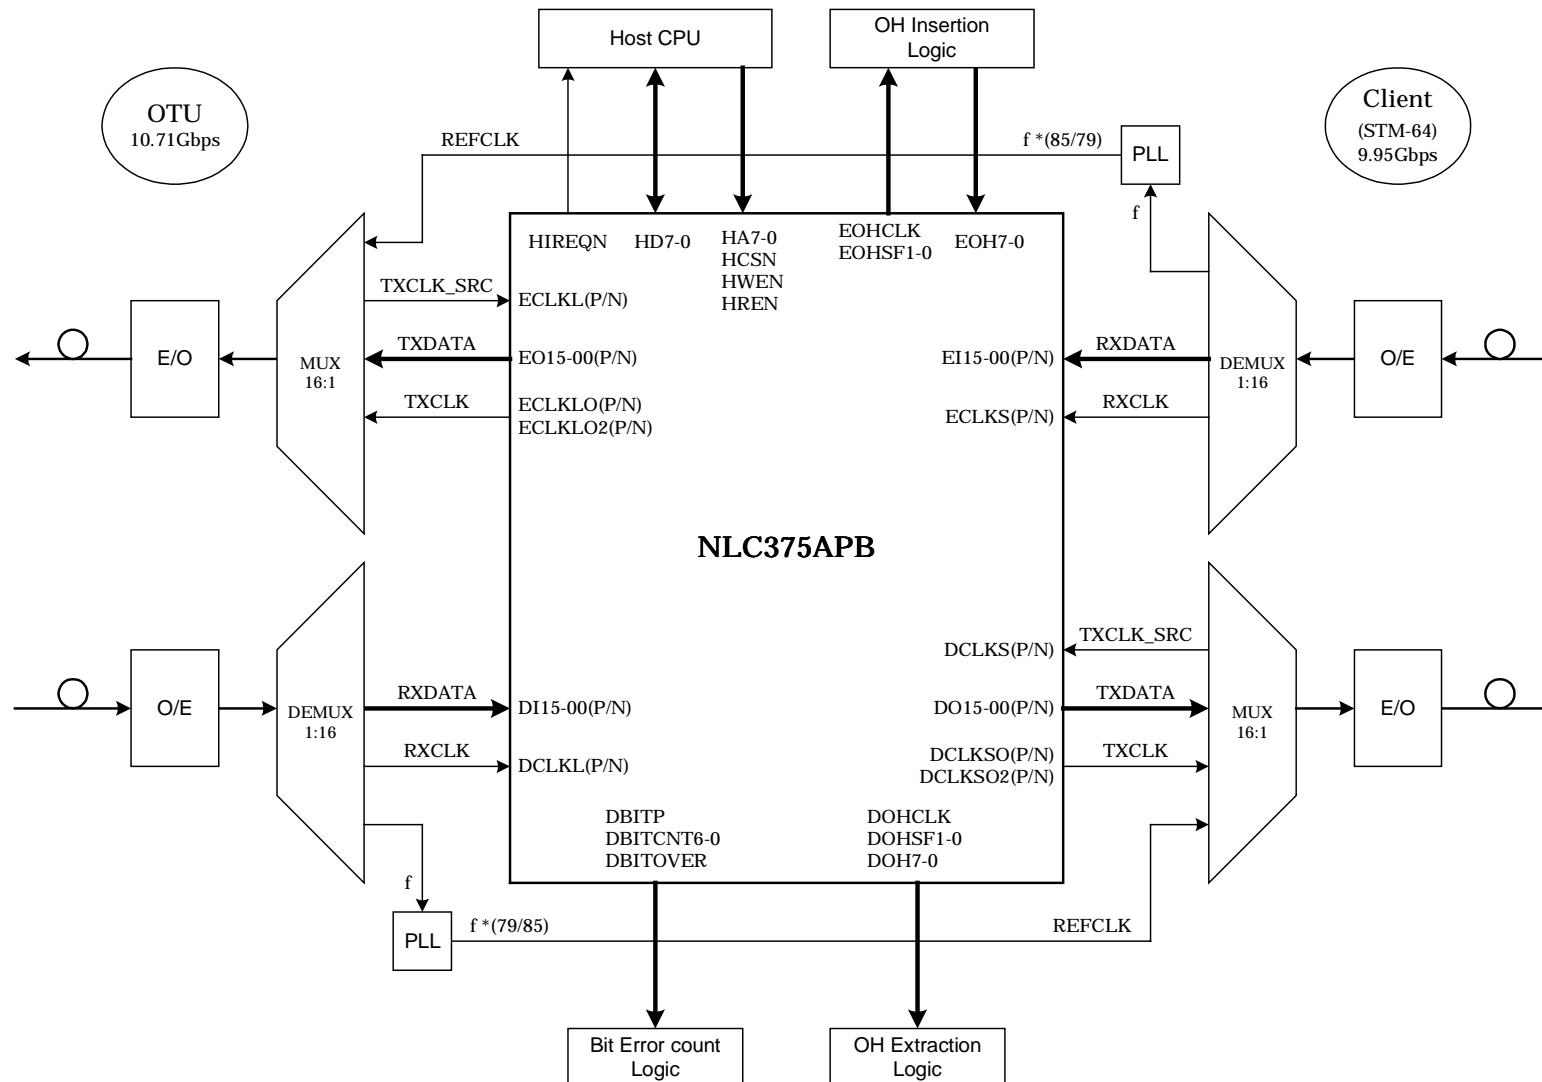 Host CPU
OH Insertion
Logic
OTU
10.71Gbps
Client
(STM-64)
9.95Gbps
REFCLK
f *(85/79)
PLL
f
HIREQN
HD7-0
HA7-0
HCSN
HWEN
HREN
EOHCLK
EOHSF1-0
EOH7-0
TXCLK_SRC
ECLKL(P/N)
E/O
MUX
16:1
TXDATA
EO15-00(P/N)
EI15-00(P/N)
RXDATA
DEMUX
1:16
O/E
TXCLK
ECLKLO(P/N)
ECLKLO2(P/N)
ECLKS(P/N)
RXCLK
NLC375APB
DCLKS(P/N)
TXCLK_SRC
O/E
DEMUX
1:16
RXDATA
DI15-00(P/N)
DO15-00(P/N)
TXDATA
MUX
16:1
E/O
RXCLK
DCLKL(P/N)
DCLKSO(P/N)
DCLKSO2(P/N)
TXCLK
DBITP
DBITCNT6-0
DBITOVER
DOHCLK
DOHSF1-0
DOH7-0
f
PLL
f *(79/85)
REFCLK
Bit Error count
Logic
OH Extraction
Logic